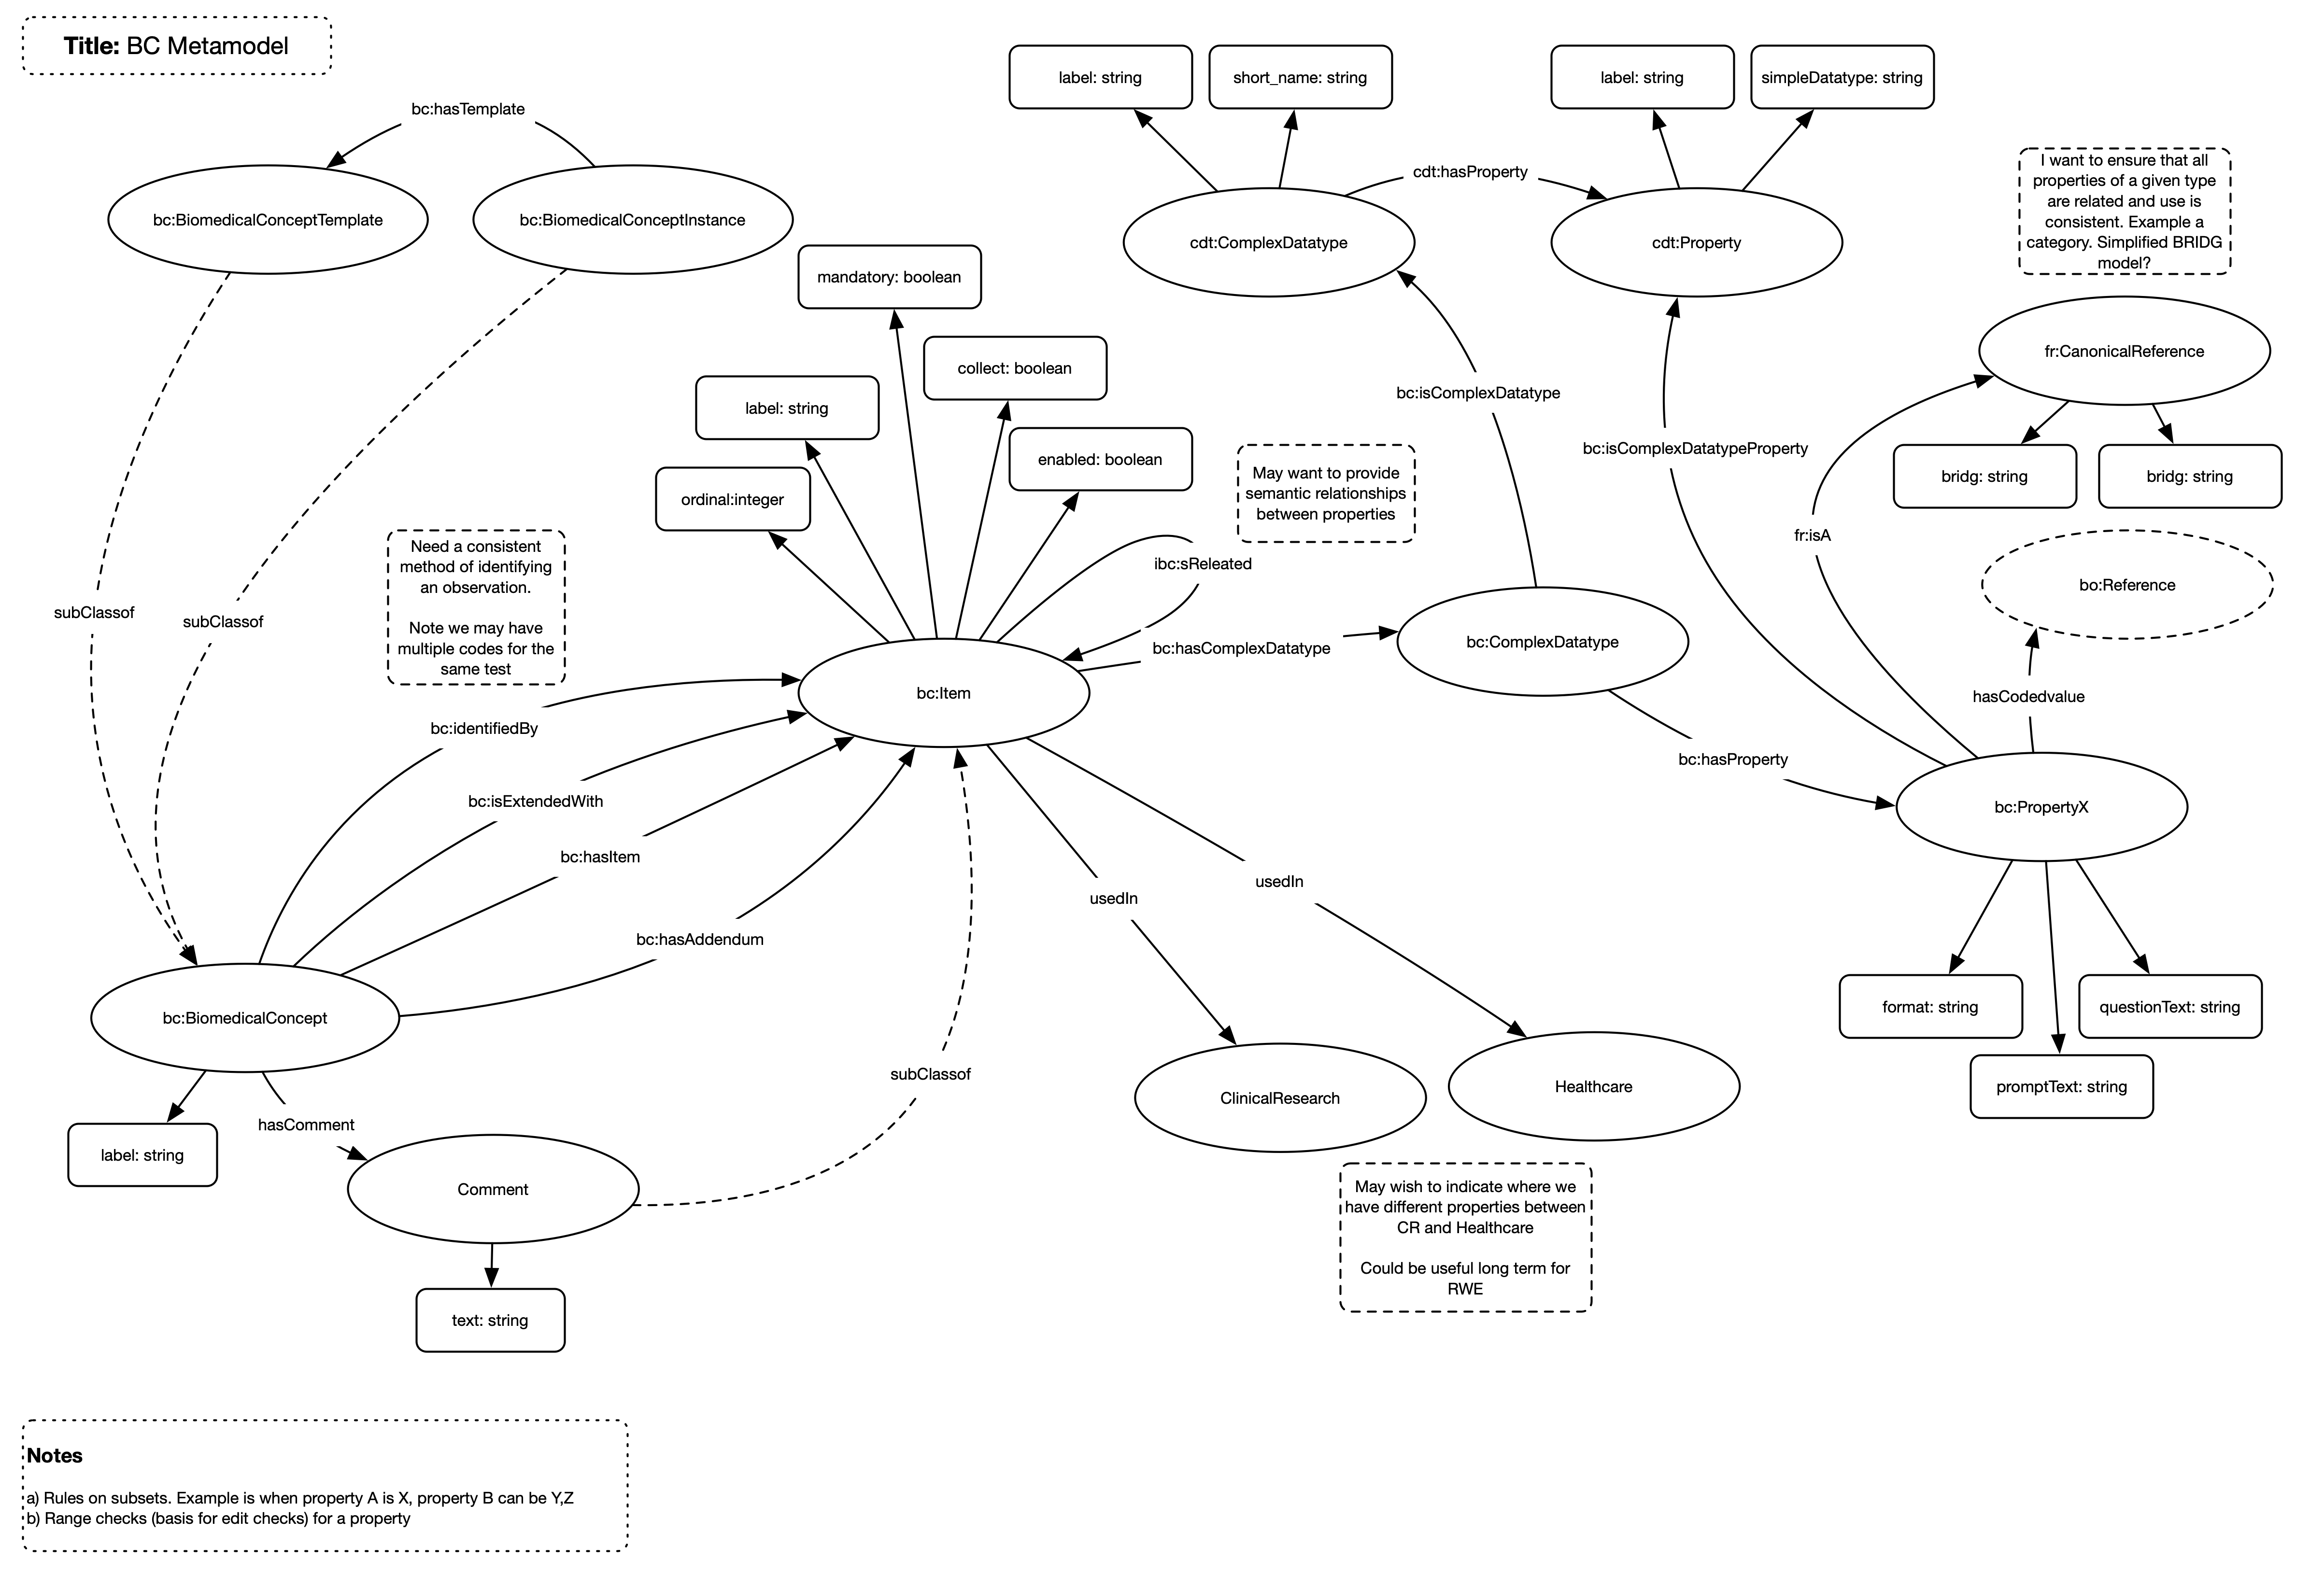 Title: BC Metamodel
label: string
short_name: string
label: string
simpleDatatype: string
bc:hasTemplate
bc:BiomedicalConceptTemplate
bc:BiomedicalConceptInstance
cdt:hasProperty
cdt:ComplexDatatype
cdt:Property
I want to ensure that all
properties of a given type
are related and use is
consistent. Example a
category. Simplified BRIDG
model?
mandatory: boolean
collect: boolean
label: string
enabled: boolean
ordinal:integer
bc:isComplexDatatype
bc:isComplexDatatypeProperty
fr:CanonicalReference
bridg: string
bridg: string
fr:isA
bo:Reference
hasCodedvalue
May want to provide
semantic relationships
between properties
ibc:sReleated
Need a consistent
method of identifying
an observation.
Note we may have
multiple codes for the
same test
subClassof
subClassof
bc:hasComplexDatatype
bc:ComplexDatatype
bc:Item
bc:identifiedBy
bc:isExtendedWith
bc:hasItem
bc:hasAddendum
bc:hasProperty
bc:PropertyX
usedIn
usedIn
format: string
questionText: string
promptText: string
bc:BiomedicalConcept
subClassof
ClinicalResearch
Healthcare
label: string
hasComment
Comment
text: string
May wish to indicate where we
have different properties between
CR and Healthcare
Could be useful long term for
RWE
Notes
a) Rules on subsets. Example is when property A is X, property B can be Y,Z
b) Range checks (basis for edit checks) for a property